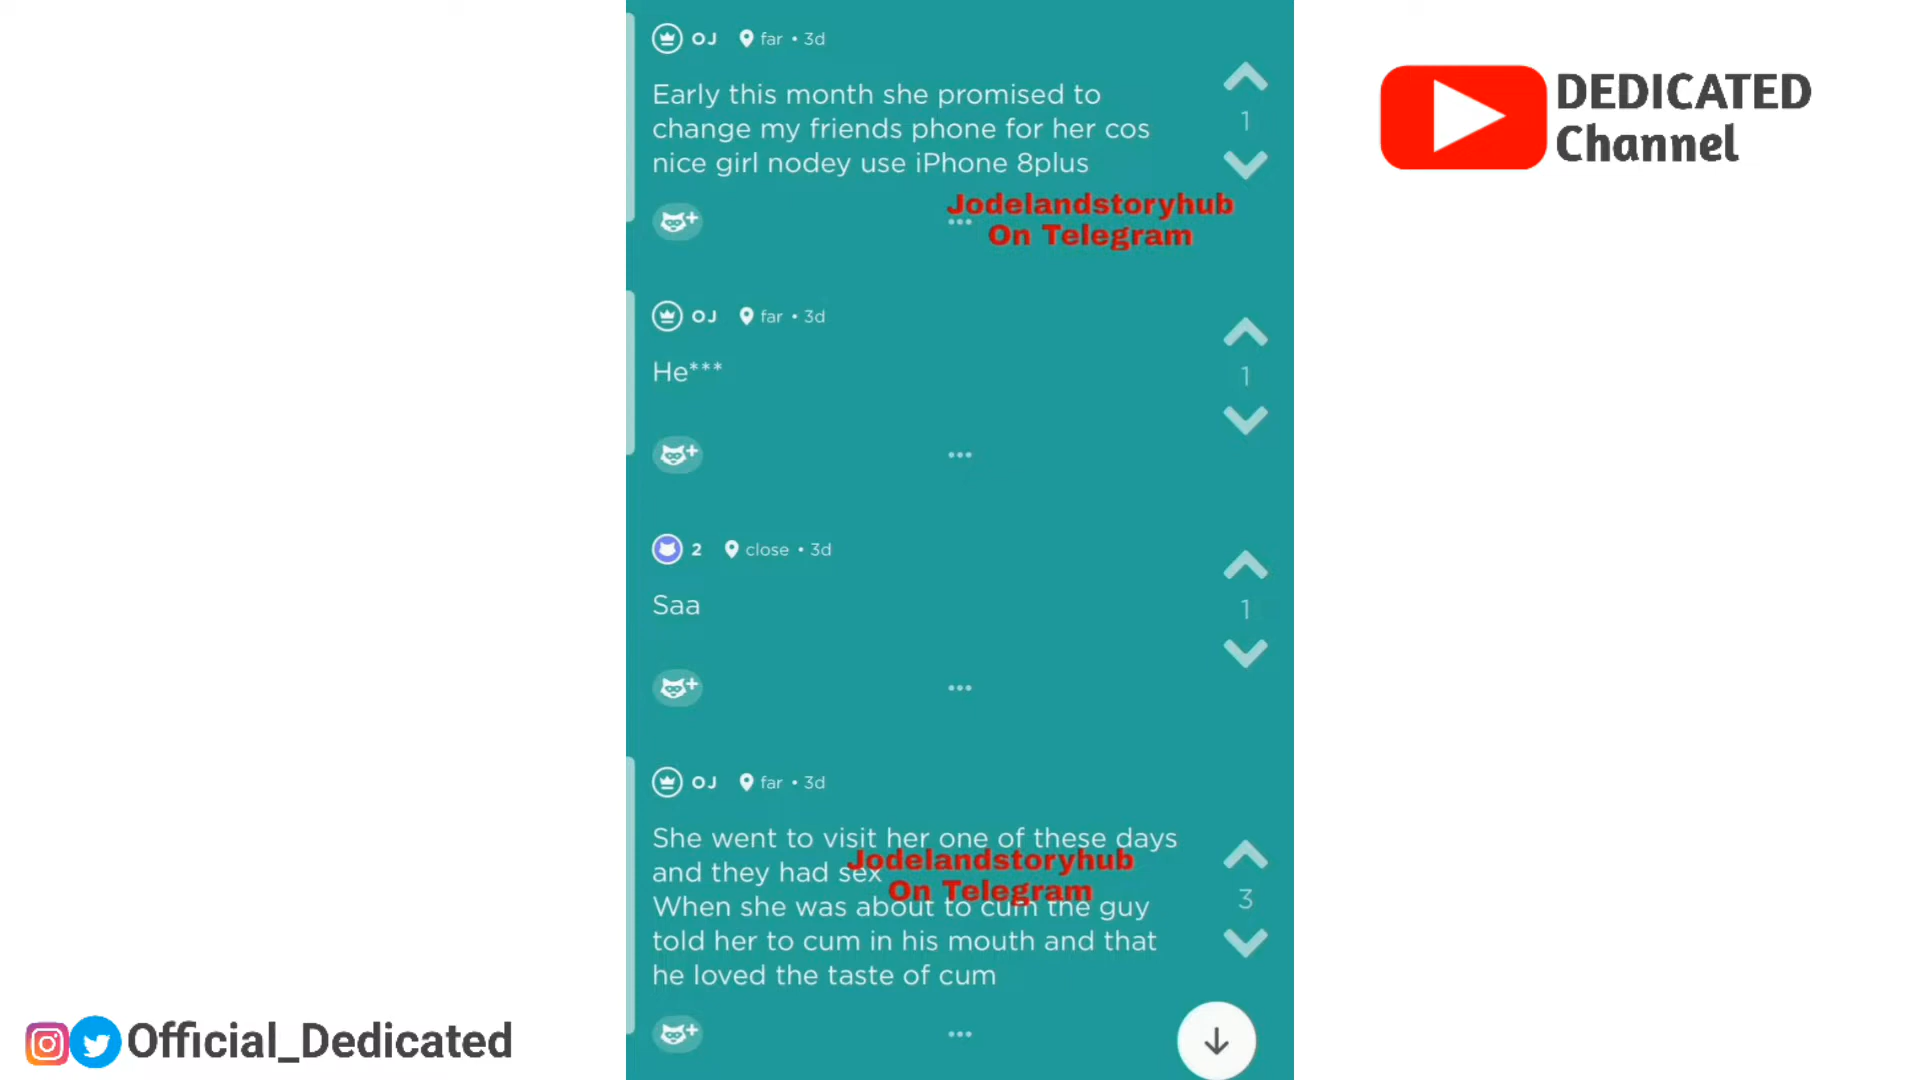 OJ far • 3d
Early this month she promised to
change my friends phone for her cos
nice girl nodey use iPhone 8plus
1
Jodelandstoryhub
On Telegram
OJ far • 3d
He***
1
2 close • 3d
Saa
1
OJ far • 3d
She went to visit her one of these days
and they had sex
When she was about to cum the guy
told her to cum in his mouth and that
he loved the taste of cum
3
Jodelandstoryhub
On Telegram
DEDICATED
Channel
Official_Dedicated